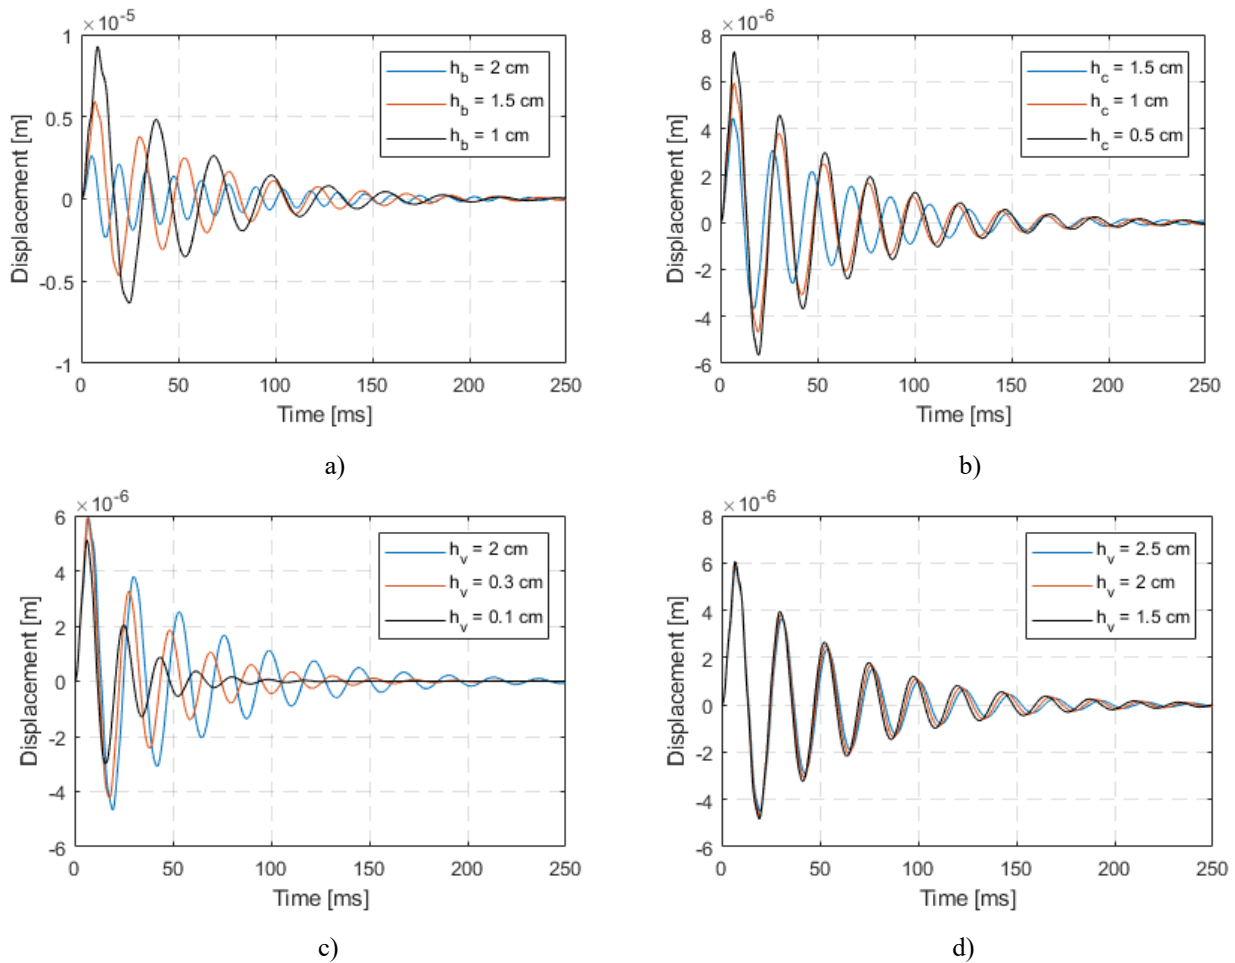 ×10⁻⁵
1
0.5
0
-0.5
-1
Displacement [m]
h_b = 2 cm
h_b = 1.5 cm
h_b = 1 cm
0 50 100 150 200 250
Time [ms]
a)
×10⁻⁶
8
6
4
2
0
-2
-4
-6
Displacement [m]
h_c = 1.5 cm
h_c = 1 cm
h_c = 0.5 cm
0 50 100 150 200 250
Time [ms]
b)
×10⁻⁶
6
4
2
0
-2
-4
-6
Displacement [m]
h_v = 2 cm
h_v = 0.3 cm
h_v = 0.1 cm
0 50 100 150 200 250
Time [ms]
c)
×10⁻⁶
8
6
4
2
0
-2
-4
-6
Displacement [m]
h_v = 2.5 cm
h_v = 2 cm
h_v = 1.5 cm
0 50 100 150 200 250
Time [ms]
d)